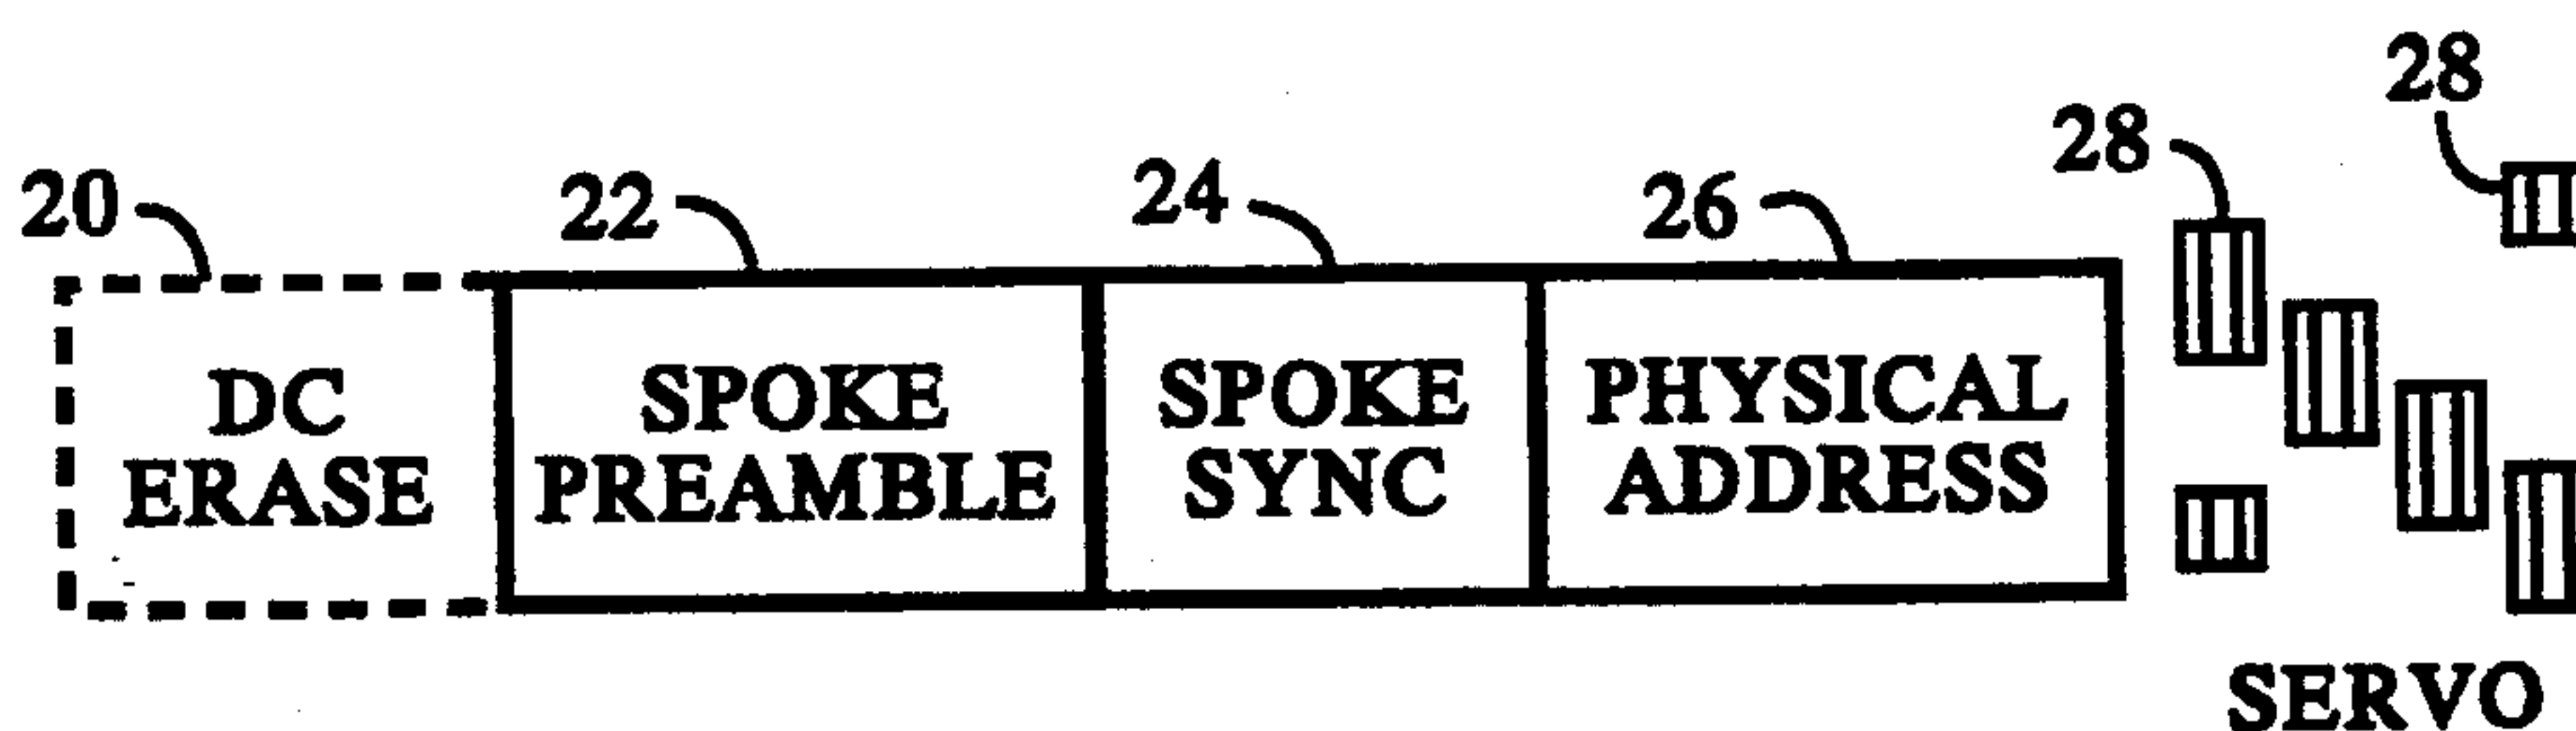 28
28
20
22
24
26
DC
ERASE
SPOKE
PREAMBLE
SPOKE
SYNC
PHYSICAL
ADDRESS
SERVO